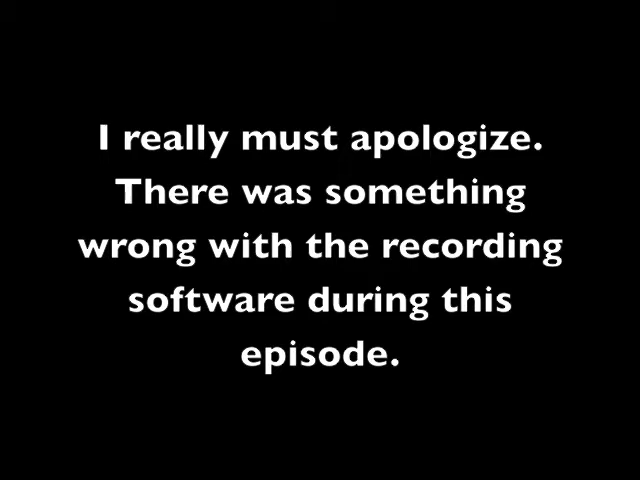 I really must apologize.
There was something
wrong with the recording
software during this
episode.